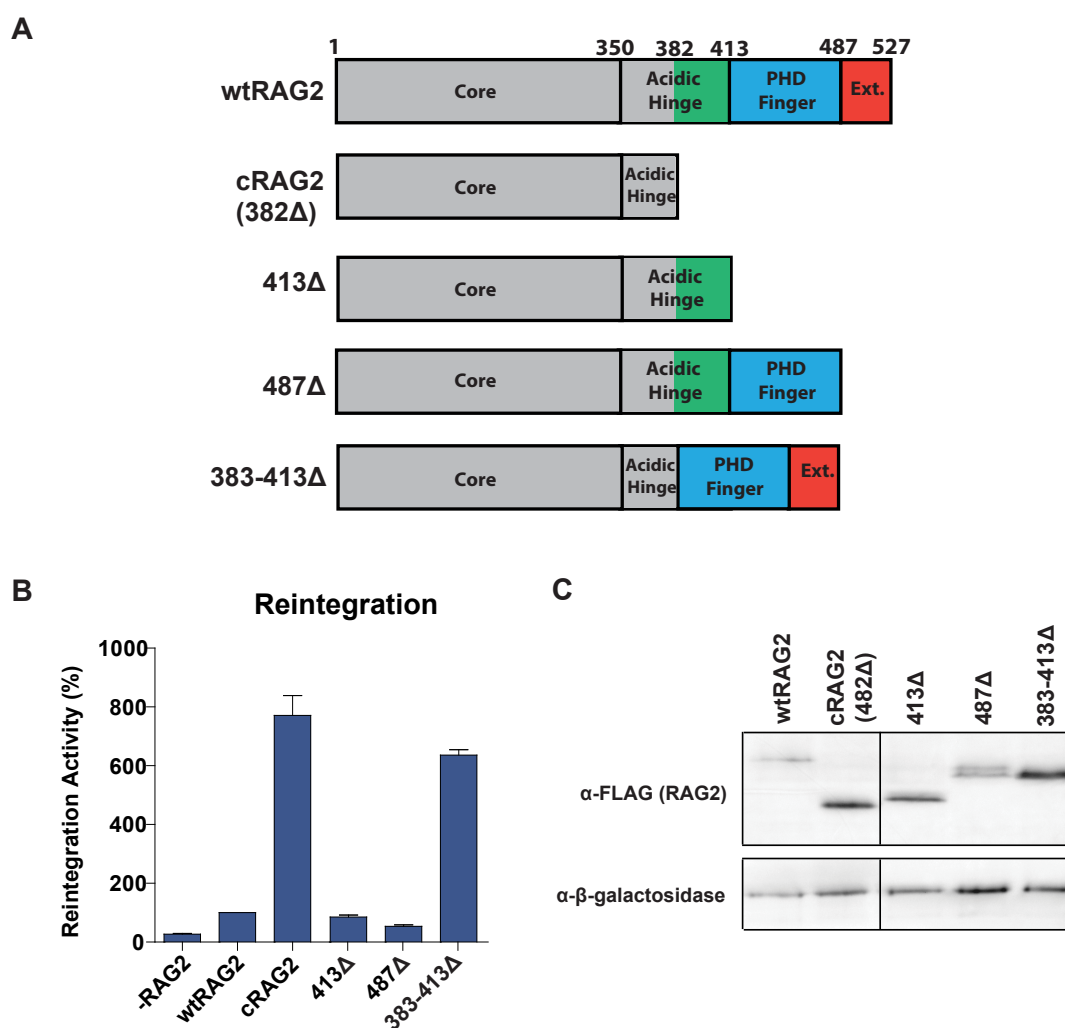 A
1 350 382 413 487 527
wtRAG2
Core
Acidic
Hinge
PHD
Finger
Ext.
cRAG2
(382Δ)
Core
Acidic
Hinge
413Δ
Core
Acidic
Hinge
487Δ
Core
Acidic
Hinge
PHD
Finger
383-413Δ
Core
Acidic
Hinge
PHD
Finger
Ext.
B
Reintegration
Reintegration Activity (%)
1000
800
600
400
200
0
-RAG2
wtRAG2
cRAG2
413Δ
487Δ
383-413Δ
C
wtRAG2
cRAG2
(482Δ)
413Δ
487Δ
383-413Δ
α-FLAG (RAG2)
α-β-galactosidase